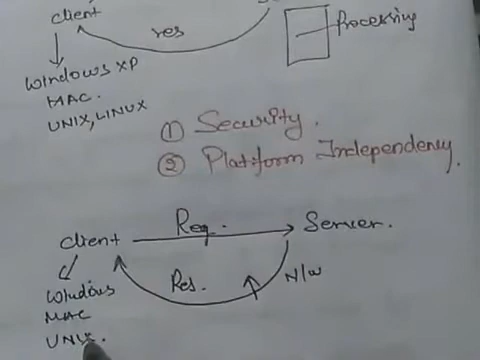 client
res
Processing
Windows XP
MAC.
UNIX, LINUX
① Security.
② Platform Independency.
client
Req.
Server.
Res.
N/W
Windows
MAC
UNIX.